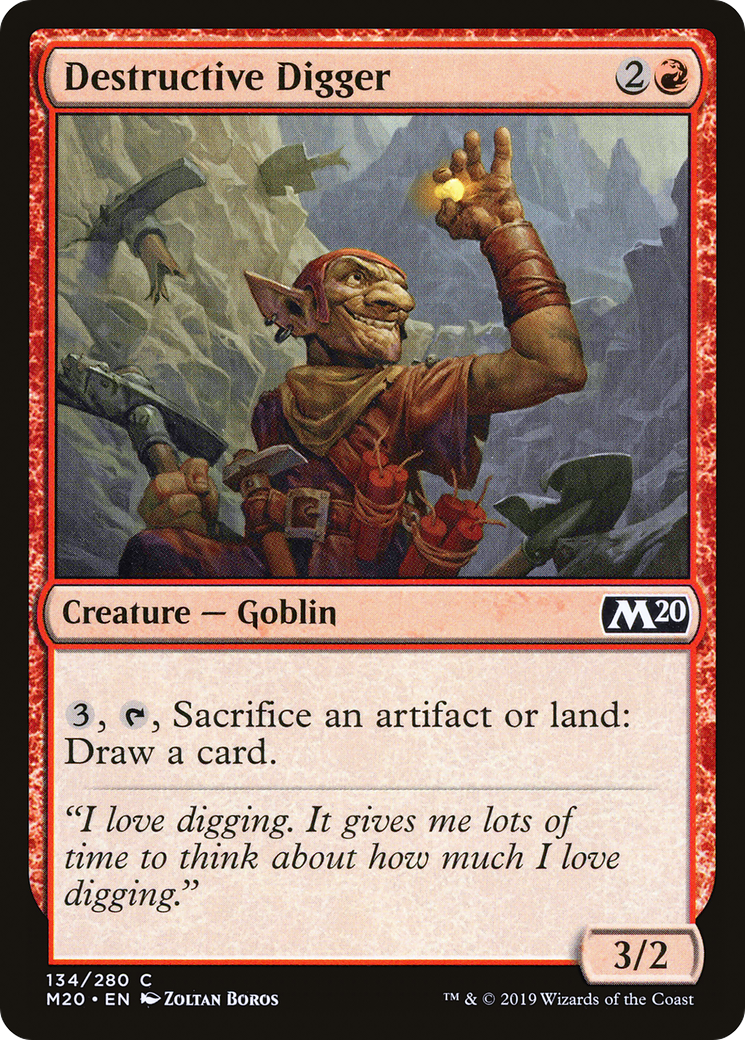 Destructive Digger 2
Creature — Goblin M20
3, , Sacrifice an artifact or land:
Draw a card.
“I love digging. It gives me lots of
time to think about how much I love
digging.”
3/2
134/280 C
M20 • EN Zoltan Boros ™ & © 2019 Wizards of the Coast